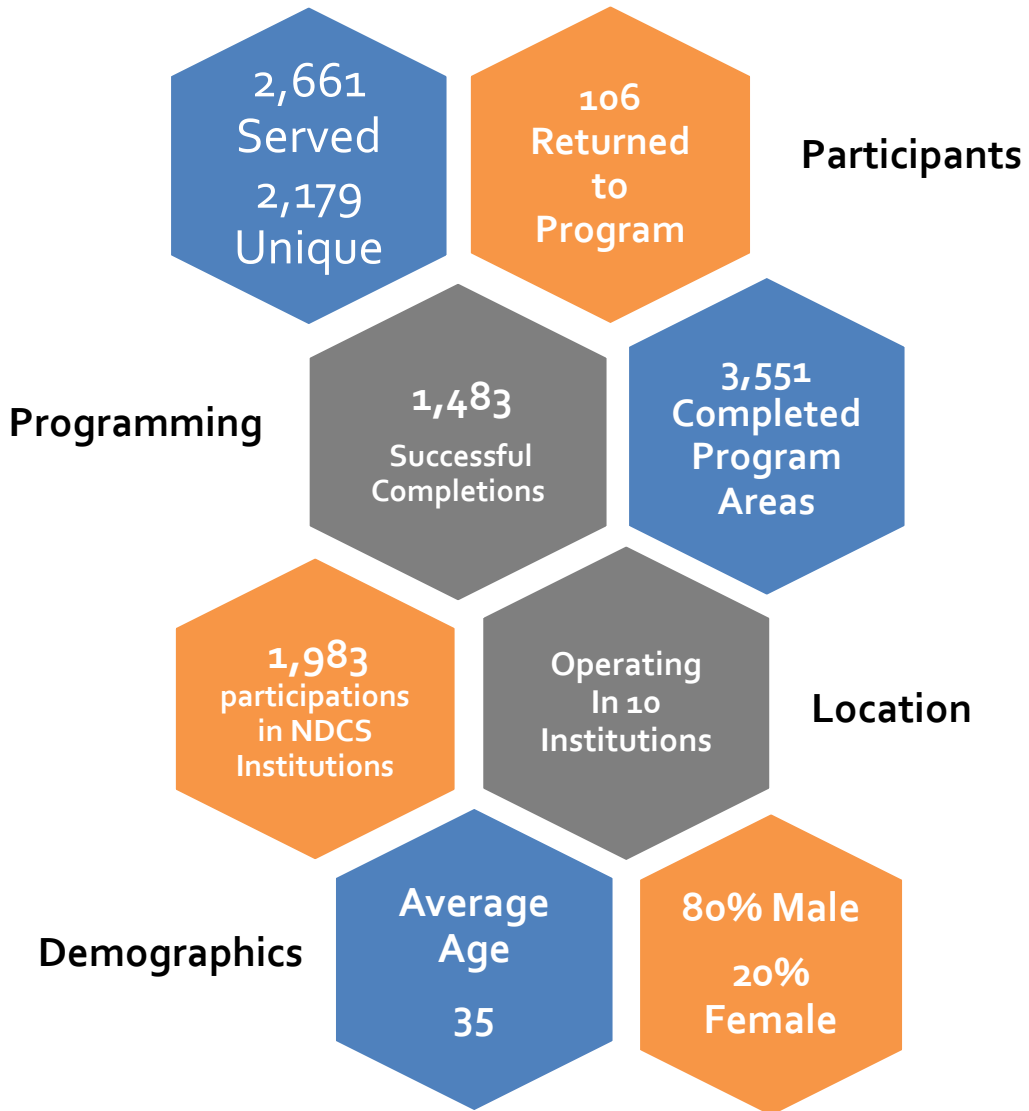 2,661
Served
2,179
Unique
106
Returned
to
Program
Participants
Programming
1,483
Successful
Completions
3,551
Completed
Program
Areas
1,983
participations
in NDCS
Institutions
Operating
In 10
Institutions
Location
Demographics
Average
Age
35
80% Male
20%
Female